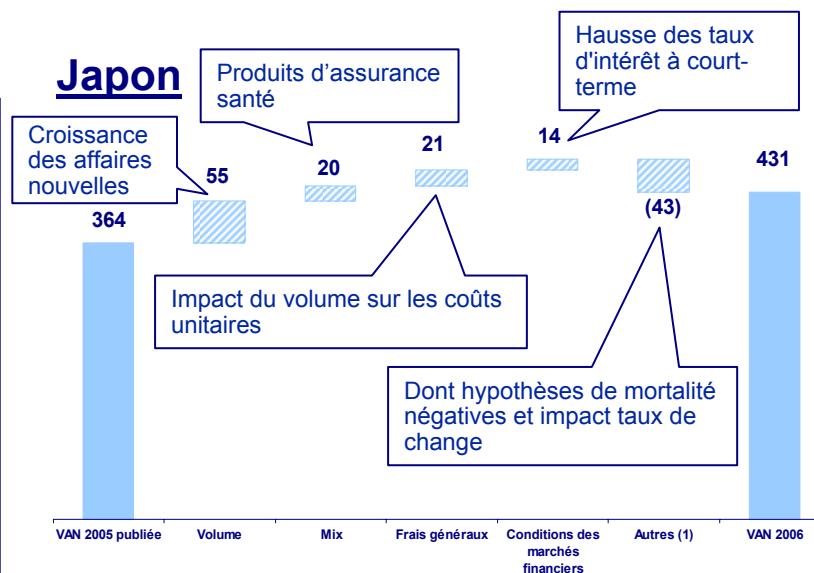 Japon
Produits d’assurance
santé
Hausse des taux
d'intérêt à court-
terme
Croissance
des affaires
nouvelles
364
55
20
21
14
(43)
431
Impact du volume sur les coûts
unitaires
Dont hypothèses de mortalité
négatives et impact taux de
change
VAN 2005 publiée
Volume
Mix
Frais généraux
Conditions des
marchés
financiers
Autres (1)
VAN 2006